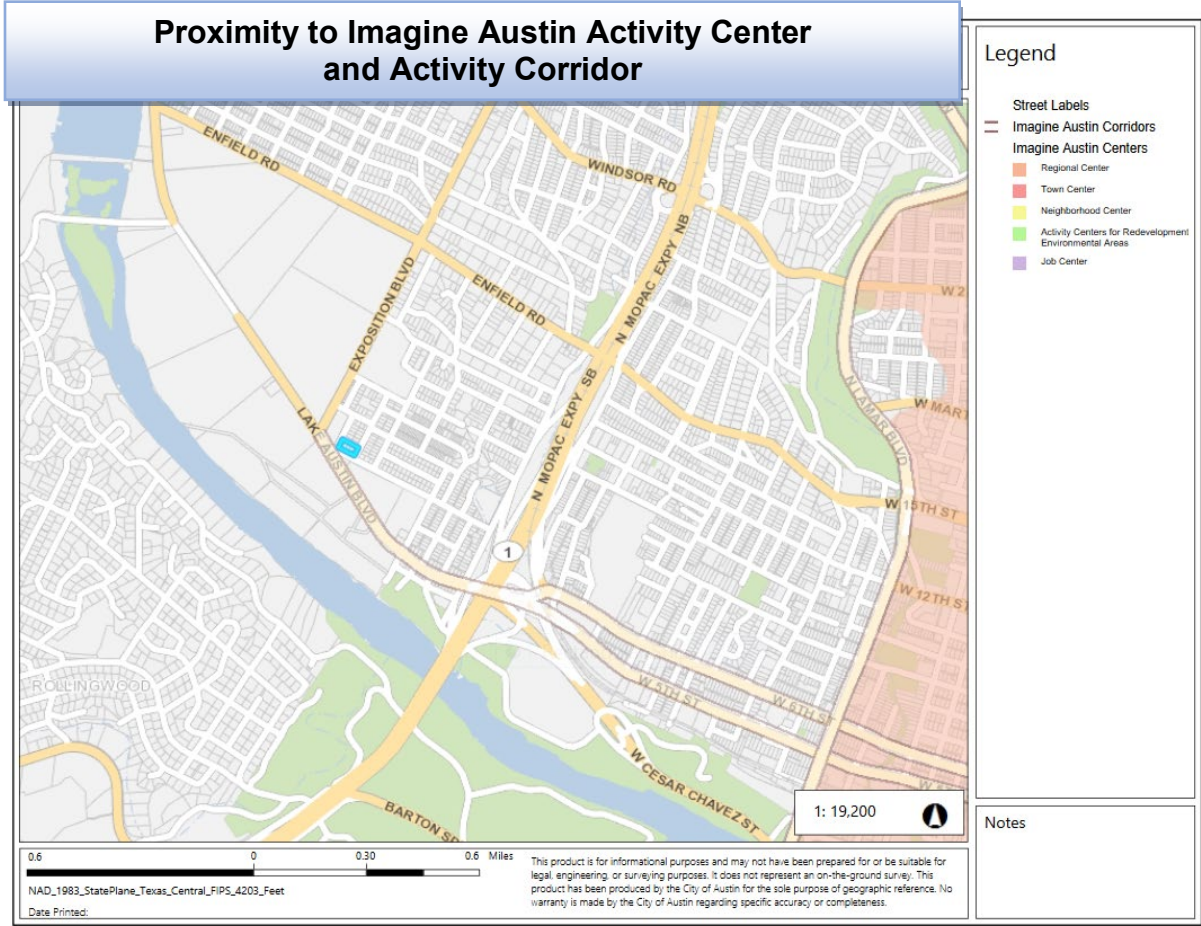 Proximity to Imagine Austin Activity Center
and Activity Corridor
Legend
Street Labels
Imagine Austin Corridors
Imagine Austin Centers
Regional Center
Town Center
Neighborhood Center
Activity Centers for Redevelopment
Environmental Areas
Job Center
ENFIELD RD
WINDSOR RD
N MOPAC EXPY NB
EXPOSITION BLVD
ENFIELD RD
W 2
N MOPAC EXPY SB
N LAMAR BLVD
W MART
LAKE AUSTIN BLVD
N MOPAC EXPY
W 15TH ST
1
W 12TH ST
ROLLINGWOOD
W 5TH ST
W 6TH ST
W CESAR CHAVEZ ST
BARTON
1: 19,200
Notes
0.6 0 0.30 0.6 Miles
NAD_1983_StatePlane_Texas_Central_FIPS_4203_Feet
Date Printed:
This product is for informational purposes and may not have been prepared for or be suitable for
legal, engineering, or surveying purposes. It does not represent an on-the-ground survey. This
product has been produced by the City of Austin for the sole purpose of geographic reference. No
warranty is made by the City of Austin regarding specific accuracy or completeness.